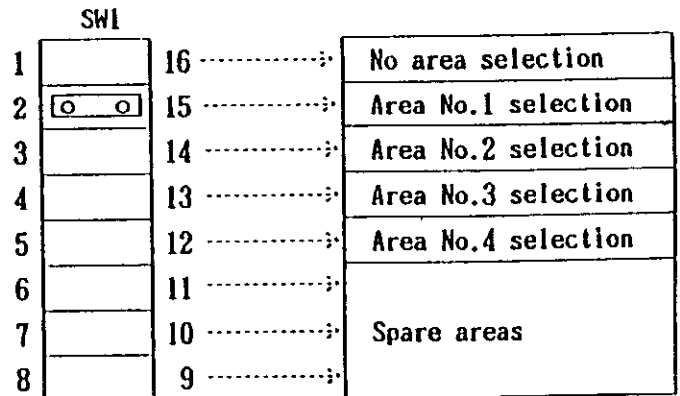 SW1
1 16 No area selection
2 15 Area No.1 selection
3 14 Area No.2 selection
4 13 Area No.3 selection
5 12 Area No.4 selection
6 11
7 10 Spare areas
8 9